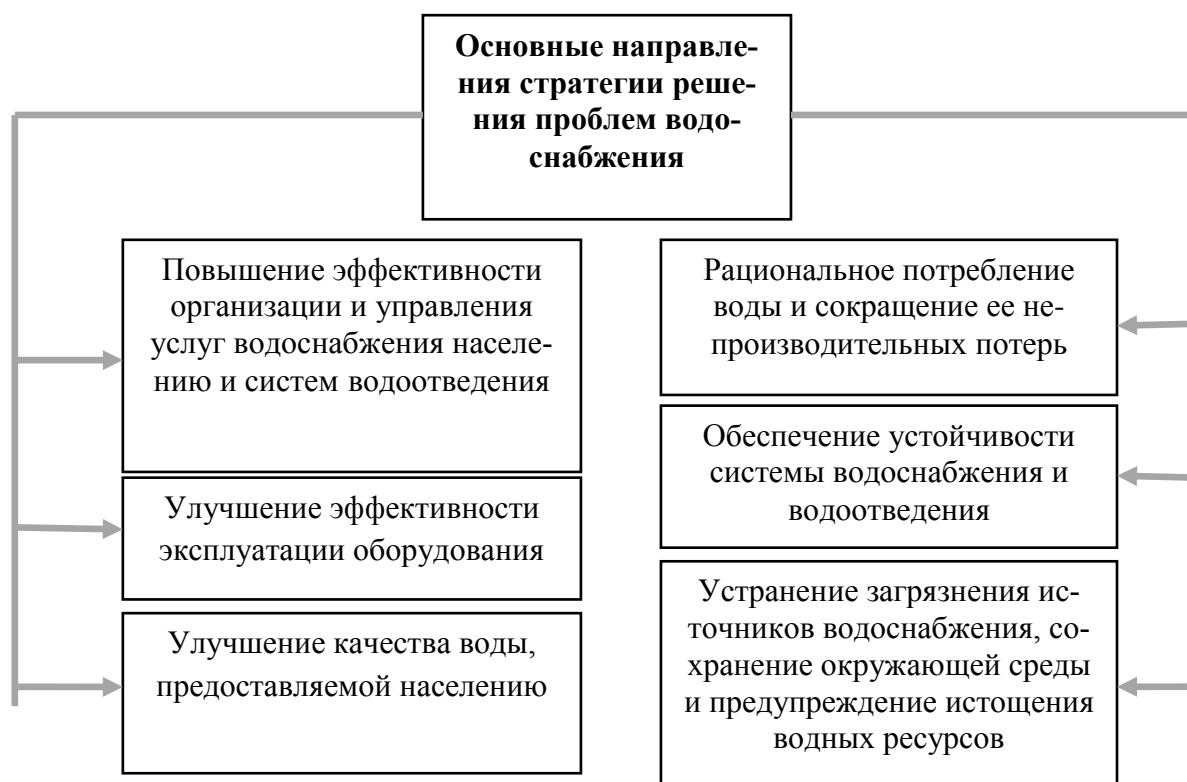 Основные направле-
ния стратегии реше-
ния проблем водо-
снабжения
Повышение эффективности
организации и управления
услуг водоснабжения населе-
нию и систем водоотведения
Улучшение эффективности
эксплуатации оборудования
Улучшение качества воды,
предоставляемой населению
Рациональное потребление
воды и сокращение ее не-
производительных потерь
Обеспечение устойчивости
системы водоснабжения и
водоотведения
Устранение загрязнения ис-
точников водоснабжения, со-
хранение окружающей среды
и предупреждение истощения
водных ресурсов